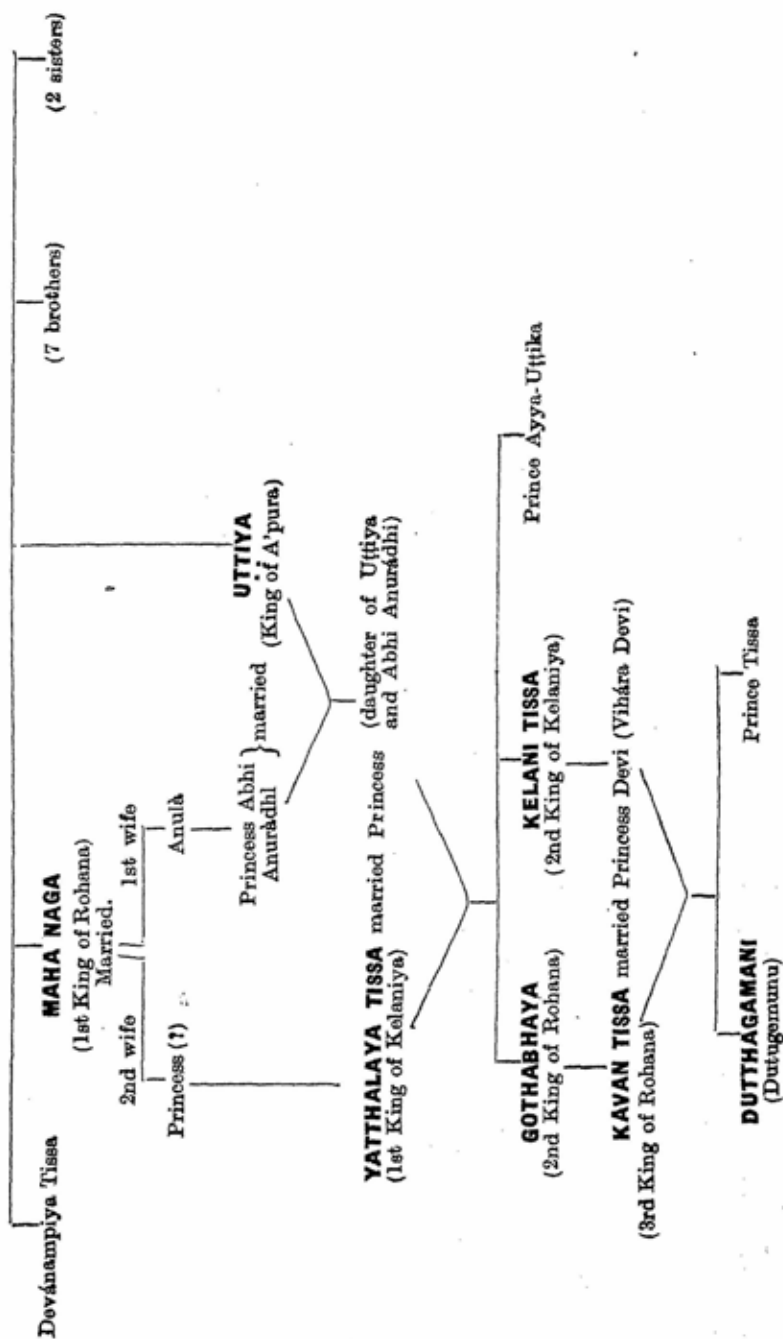 Devánampiya Tissa
MAHA NAGA
(1st King of Rohana)
Married.
2nd wife
1st wife
Princess (?)
Anulà
Princess Abhi
Anurádhi
married
UTTIYA
(King of A'pura)
(7 brothers)
(2 sisters)
YATTHALAYA TISSA married Princess (daughter of Uṭṭiya
(1st King of Kelaniya)
and Abhi Anurádhi)
GOTHABHAYA
(2nd King of Rohana)
KELANI TISSA
(2nd King of Kelaniya)
Prince Ayya-Uṭṭika
KAVAN TISSA married Princess Devi (Vihára Devi)
(3rd King of Rohana)
DUTTHAGAMANI
(Dutugemunu)
Prince Tissa